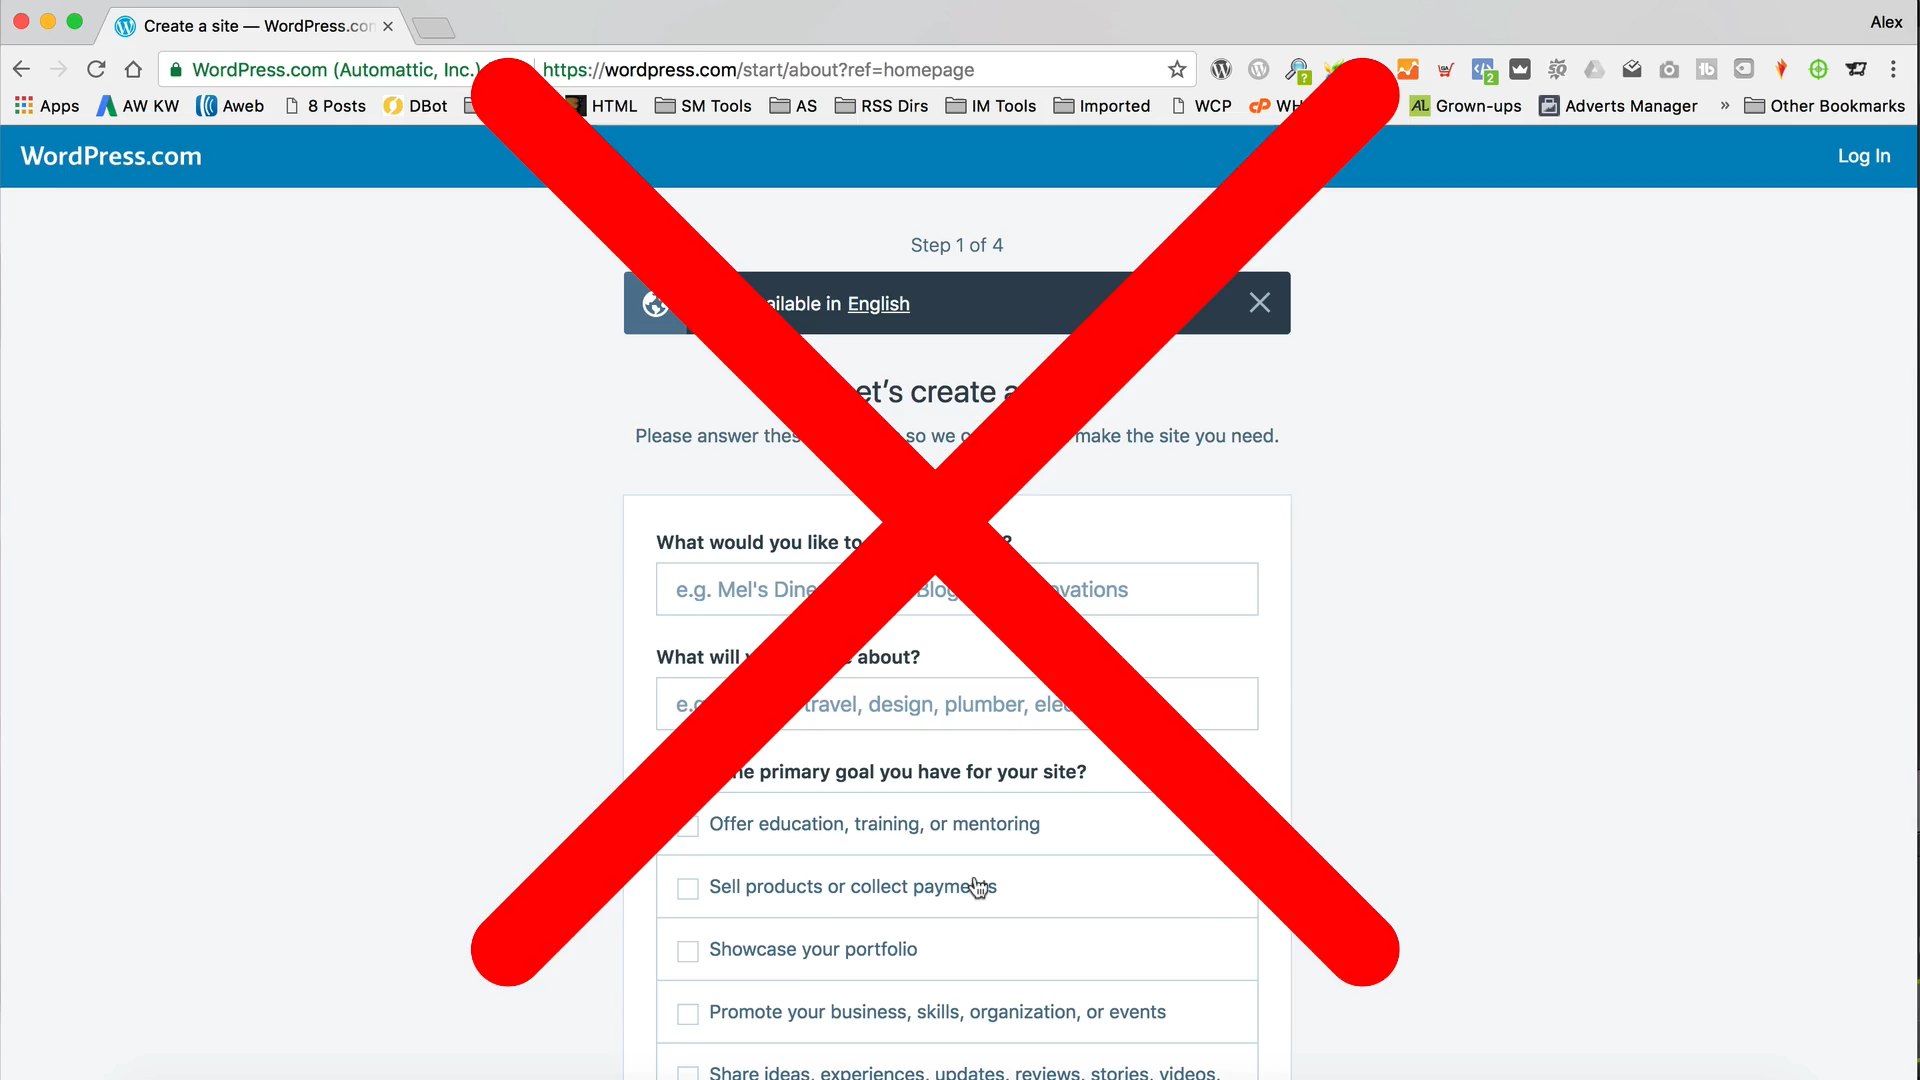 Alex
Create a site — WordPress.co
WordPress.com (Automattic, Inc.) https://wordpress.com/start/about?ref=homepage
Apps AW KW Aweb 8 Posts DBot HTML SM Tools AS RSS Dirs IM Tools Imported WCP Grown-ups Adverts Manager » Other Bookmarks
WordPress.com Log In
Step 1 of 4
in English
create
Please answer so we make the site you need.
What would you like to ?
e.g. Mel's
What will about?
travel, design, plumber,
primary goal you have for your site?
Offer education, training, or mentoring
Sell products or collect payments
Showcase your portfolio
Promote your business, skills, organization, or events
Share ideas, experiences, updates, reviews, stories, videos,